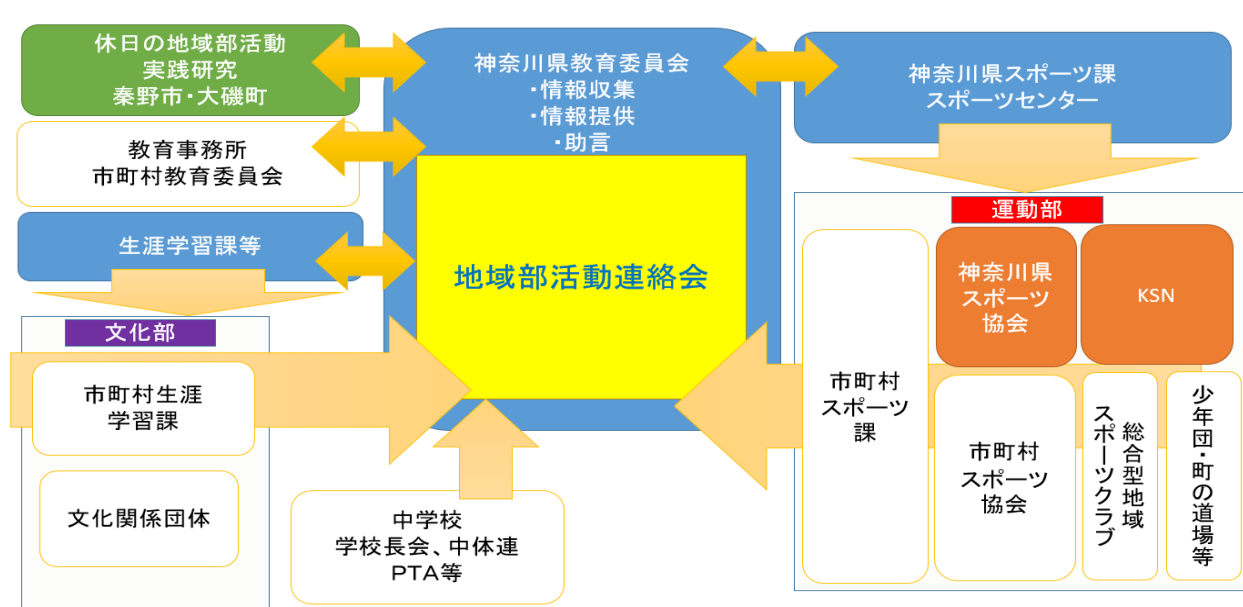 休日の地域部活動
実践研究
秦野市・大磯町
教育事務所
市町村教育委員会
生涯学習課等
文化部
市町村生涯
学習課
文化関係団体
神奈川県教育委員会
・情報収集
・情報提供
・助言
地域部活動連絡会
中学校
学校長会、中体連
PTA等
神奈川県スポーツ課
スポーツセンター
運動部
市町村
スポーツ
課
神奈川県
スポーツ
協会
KSN
市町村
スポーツ
協会
総合型地域
スポーツクラブ
少年団・町の道場等